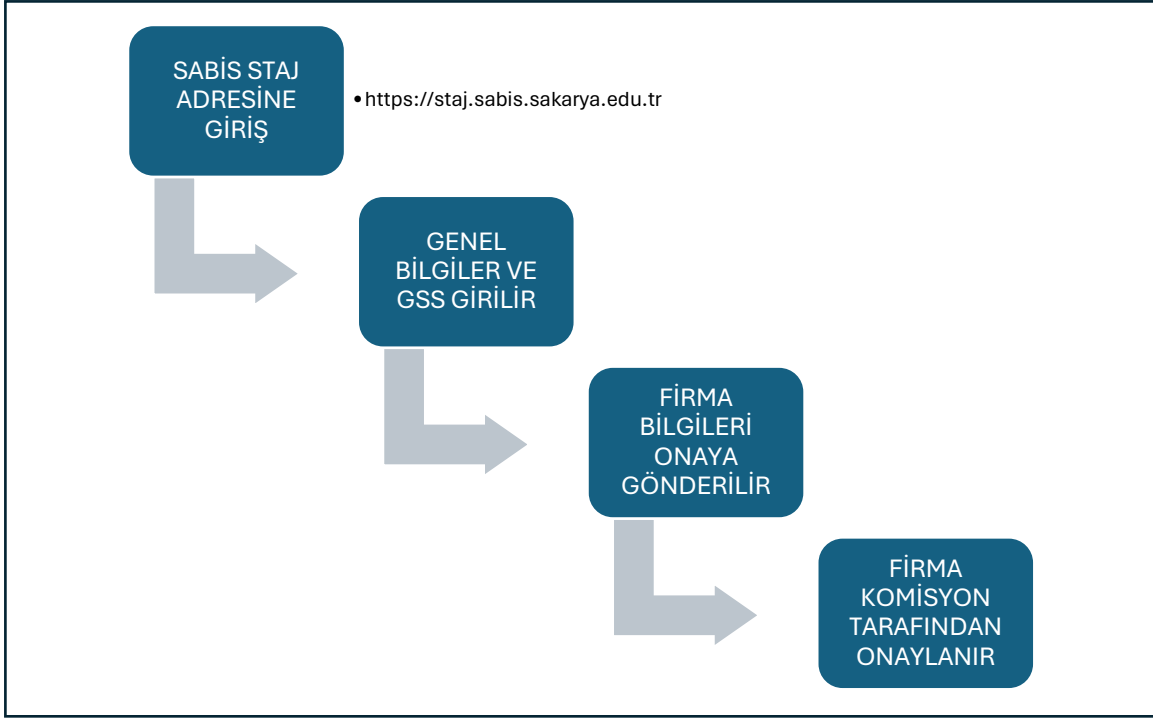 SABİS STAJ
ADRESİNE
GİRİŞ
•https://staj.sabis.sakarya.edu.tr
GENEL
BİLGİLER VE
GSS GİRİLİR
FİRMA
BİLGİLERİ
ONAYA
GÖNDERİLİR
FİRMA
KOMİSYON
TARAFINDAN
ONAYLANIR